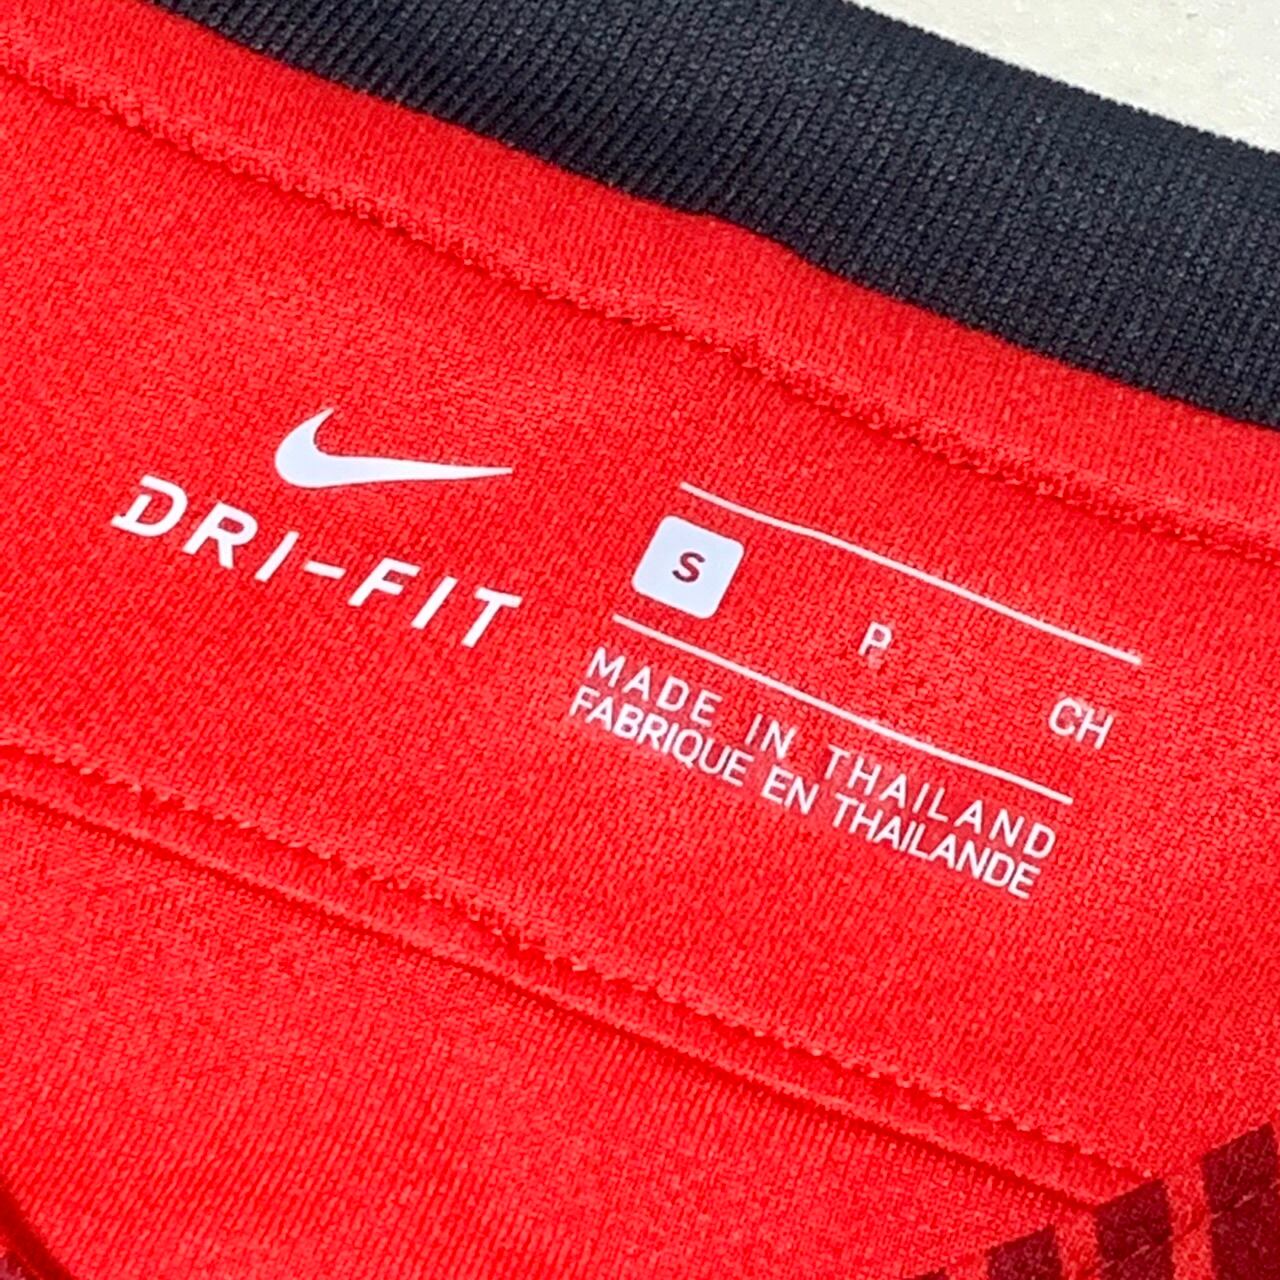 DRI-FIT
S P CH
MADE IN THAILAND
FABRIQUE EN THAILANDE